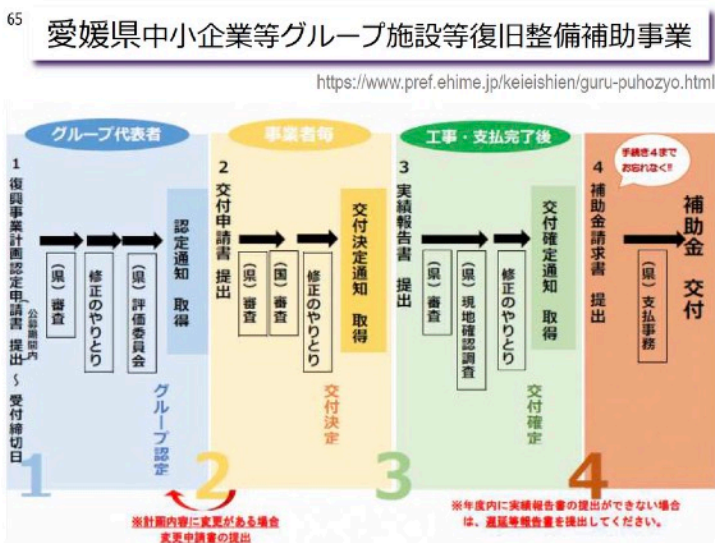 65
愛媛県中小企業等グループ施設等復旧整備補助事業
https://www.pref.ehime.jp/keieishien/guru-puhozyo.html
グループ代表者
1 復興事業計画認定申請書 提出～受付締切日
(公募期間内)
(県)審査
修正のやりとり
(県)評価委員会
認定通知 取得
グループ認定
1
事業者毎
2 交付申請書 提出
(県)審査
(国)審査
修正のやりとり
交付決定通知 取得
交付決定
2
工事・支払完了後
3 実績報告書 提出
(県)審査
(県)現地確認調査
修正のやりとり
交付確定通知 取得
交付確定
3
手続き4まで
お忘れなく!!
4 補助金請求書 提出
(県)支払事務
補助金 交付
4
※計画内容に変更がある場合
変更申請書の提出
※年度内に実績報告書の提出ができない場合
は、遅延等報告書を提出してください。